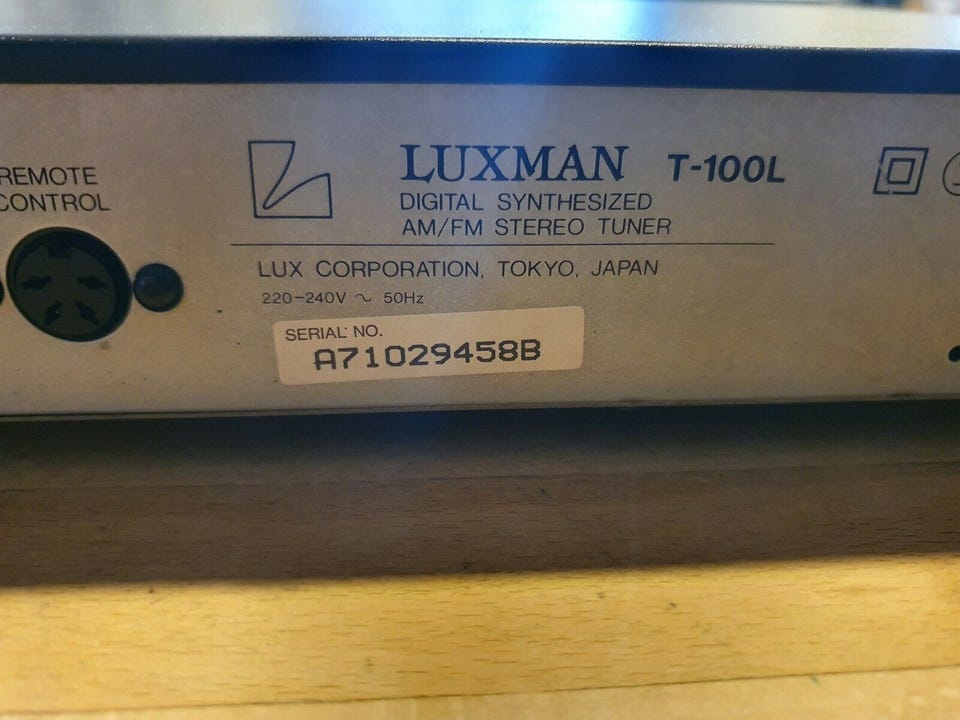 REMOTE
CONTROL
LUXMAN T-100L
DIGITAL SYNTHESIZED
AM/FM STEREO TUNER
LUX CORPORATION, TOKYO, JAPAN
220-240V ~ 50Hz
SERIAL NO.
A71029458B